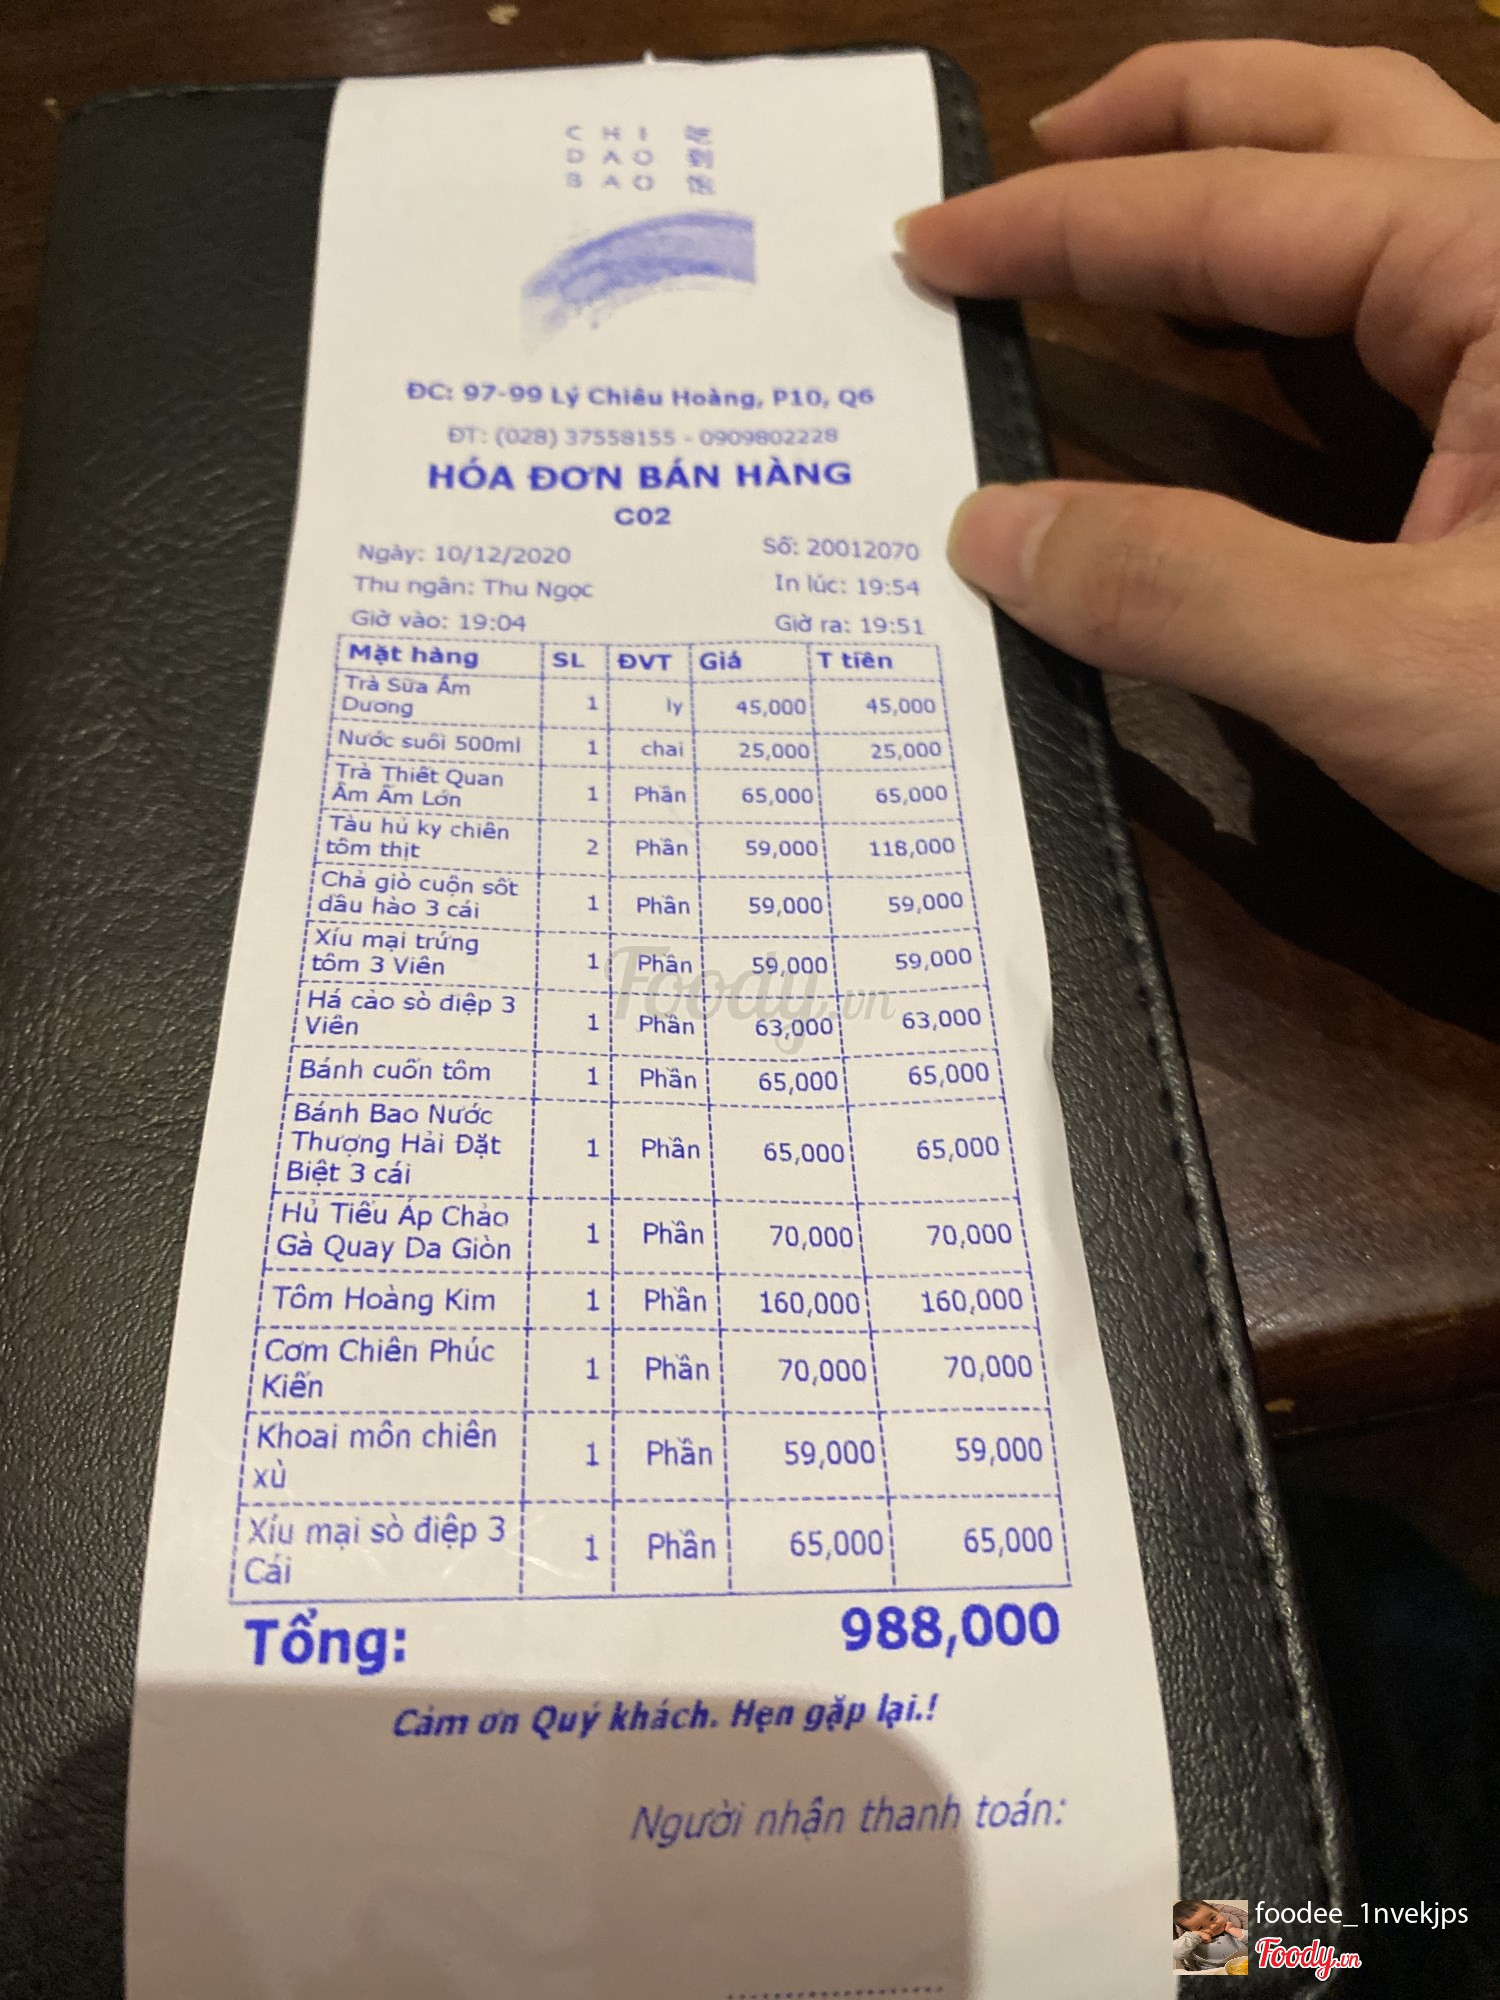 CHI 笔
DAO 到
BAO 饱
ĐC: 97-99 Lý Chiêu Hoàng, P10, Q6
ĐT: (028) 37558155 - 0909802228
HÓA ĐƠN BÁN HÀNG
C02
Ngày: 10/12/2020 Số: 20012070
Thu ngân: Thu Ngọc In lúc: 19:54
Giờ vào: 19:04 Giờ ra: 19:51
Mặt hàng SL ĐVT Giá T tiền
Trà Sữa Âm
Dương 1 ly 45,000 45,000
Nước suối 500ml 1 chai 25,000 25,000
Trà Thiết Quan
Âm Ấm Lớn 1 Phần 65,000 65,000
Tàu hủ ky chiên
tôm thịt 2 Phần 59,000 118,000
Chả giò cuộn sốt
dầu hào 3 cái 1 Phần 59,000 59,000
Xíu mại trứng
tôm 3 Viên 1 Phần 59,000 59,000
Há cảo sò điệp 3
Viên 1 Phần 63,000 63,000
Bánh cuốn tôm 1 Phần 65,000 65,000
Bánh Bao Nước
Thượng Hải Đặt
Biệt 3 cái 1 Phần 65,000 65,000
Hủ Tiếu Áp Chảo
Gà Quay Da Giòn 1 Phần 70,000 70,000
Tôm Hoàng Kim 1 Phần 160,000 160,000
Cơm Chiên Phúc
Kiến 1 Phần 70,000 70,000
Khoai môn chiên
xù 1 Phần 59,000 59,000
Xíu mại sò điệp 3
Cái 1 Phần 65,000 65,000
Tổng: 988,000
Cảm ơn Quý khách. Hẹn gặp lại.!
Người nhận thanh toán:
Foody.vn
foodee_1nvekjps
Foody.vn